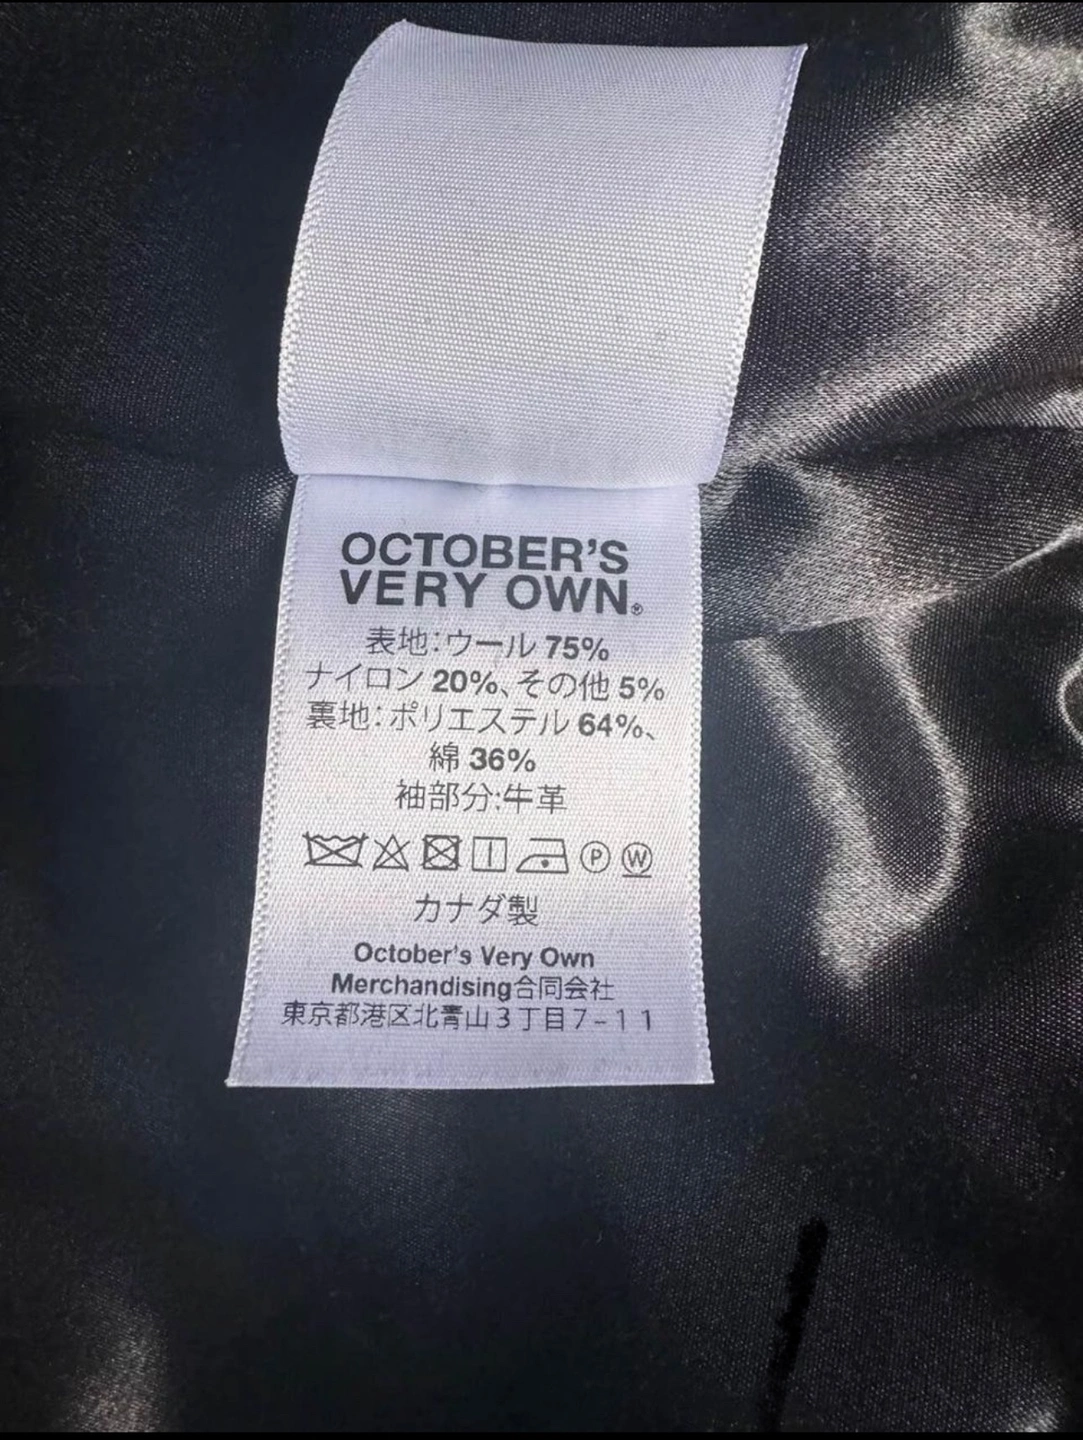 OCTOBER'S
VERY OWN®
表地:ウール 75%
ナイロン 20%、その他 5%
裏地:ポリエステル 64%、
綿 36%
袖部分:牛革
P W
カナダ製
October's Very Own
Merchandising合同会社
東京都港区北青山3丁目7-11